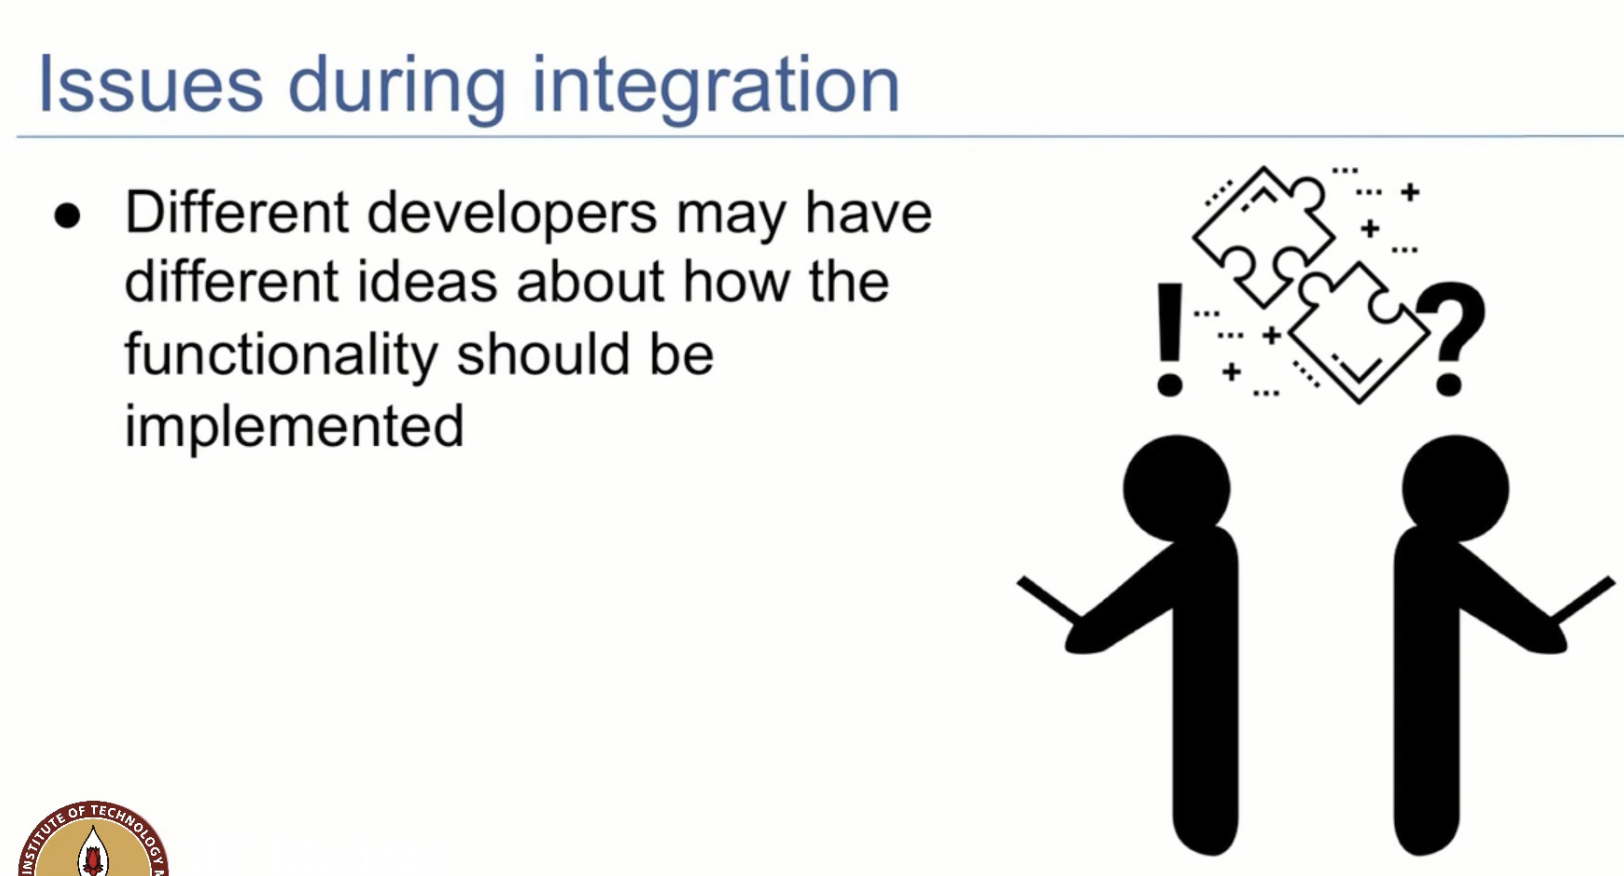 Issues during integration
● Different developers may have
different ideas about how the
functionality should be
implemented
! ?
INSTITUTE OF TECHNOLOGY